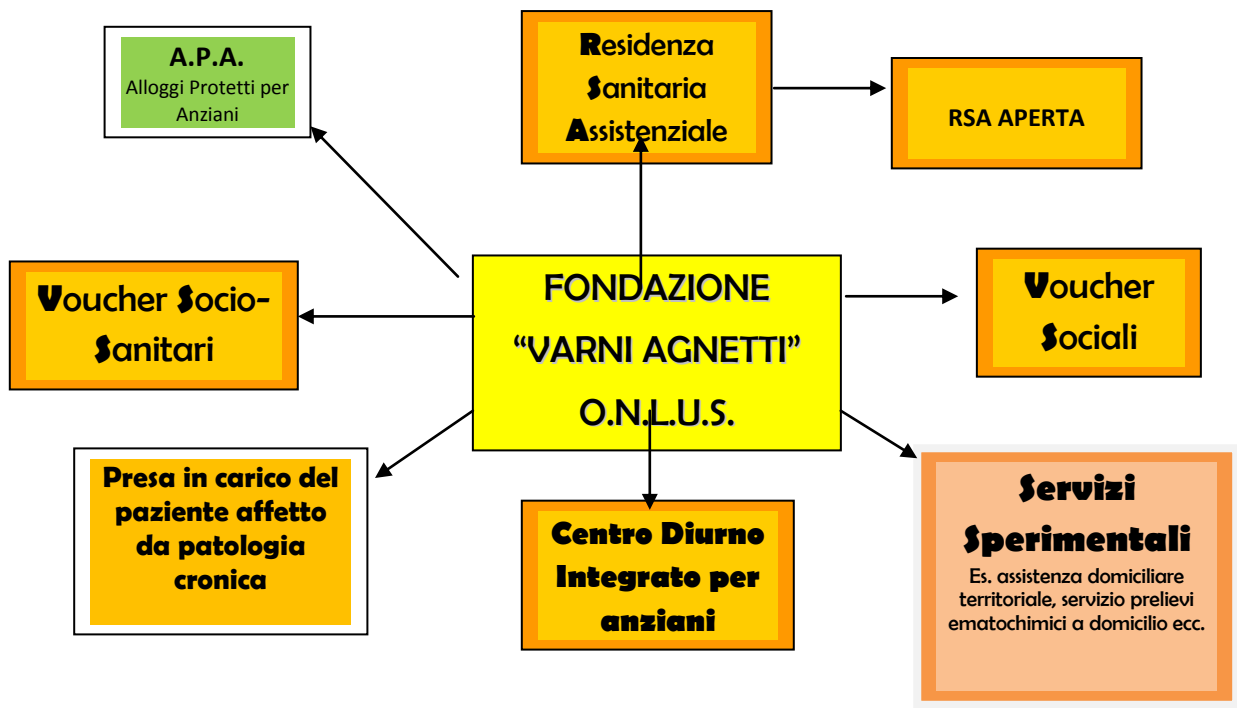 A.P.A.
Alloggi Protetti per
Anziani
Residenza
Sanitaria
Assistenziale
RSA APERTA
Voucher Socio-
Sanitari
FONDAZIONE
“VARNI AGNETTI”
O.N.L.U.S.
Voucher
Sociali
Presa in carico del
paziente affetto
da patologia
cronica
Centro Diurno
Integrato per
anziani
Servizi
Sperimentali
Es. assistenza domiciliare
territoriale, servizio prelievi
ematochimici a domicilio ecc.